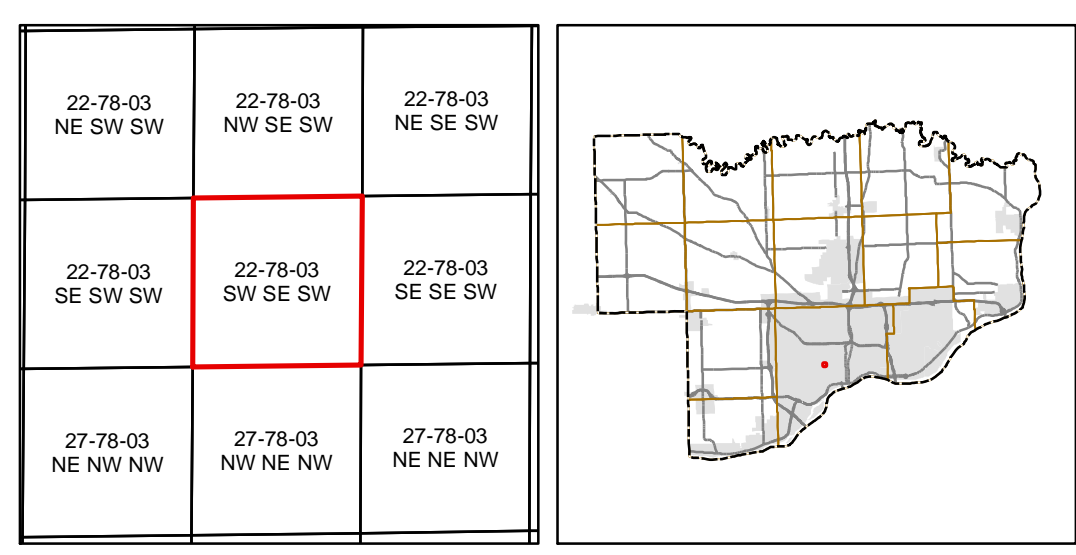 22-78-03
NE SW SW
22-78-03
NW SE SW
22-78-03
NE SE SW
22-78-03
SE SW SW
22-78-03
SW SE SW
22-78-03
SE SE SW
27-78-03
NE NW NW
27-78-03
NW NE NW
27-78-03
NE NE NW